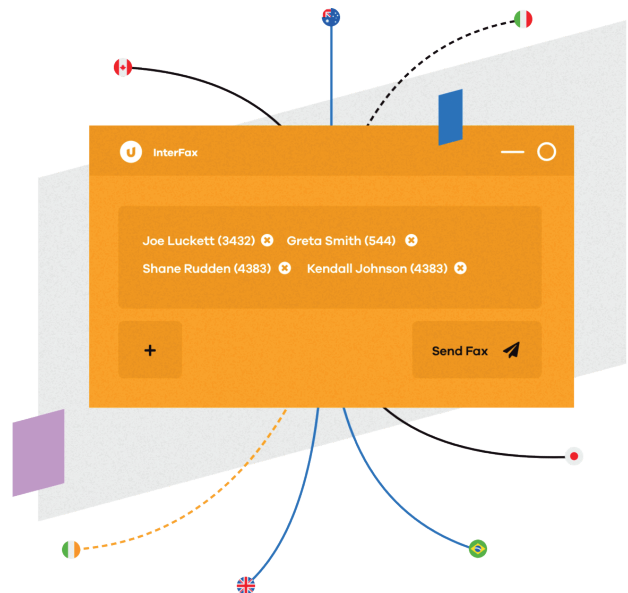 InterFax
Joe Luckett (3432) Greta Smith (544)
Shane Rudden (4383) Kendall Johnson (4383)
+
Send Fax